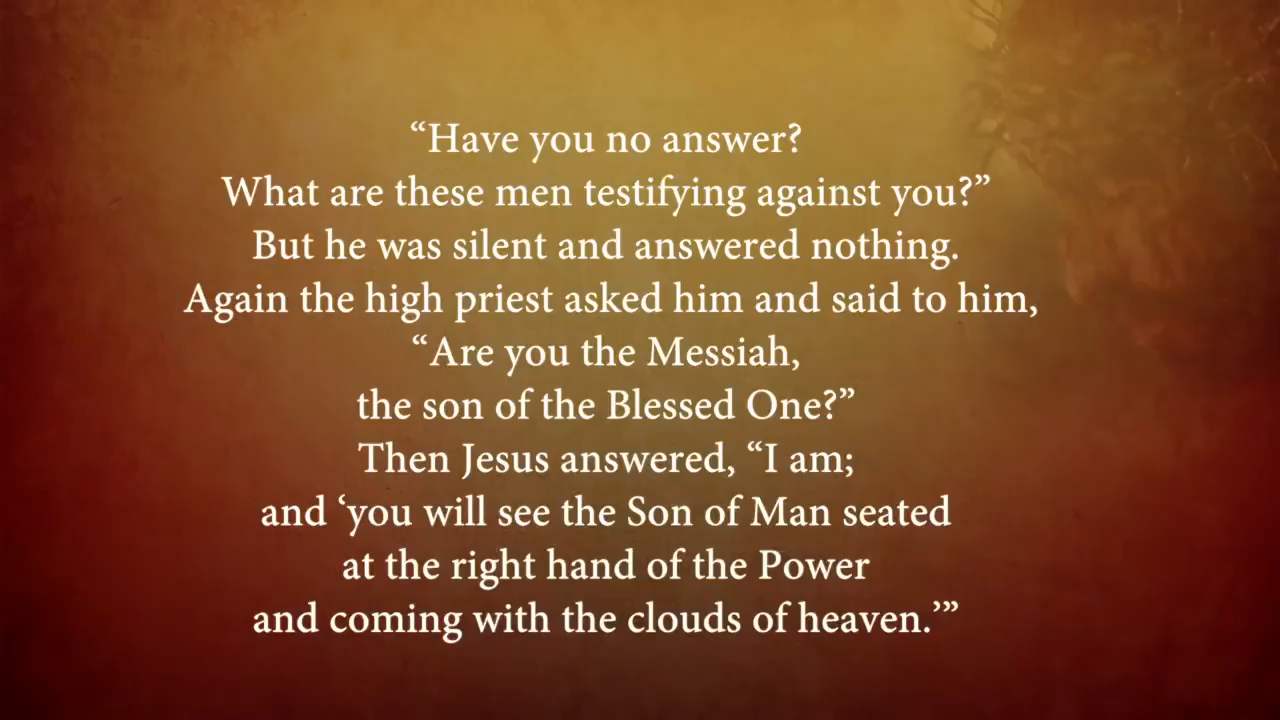 “Have you no answer?
What are these men testifying against you?”
But he was silent and answered nothing.
Again the high priest asked him and said to him,
“Are you the Messiah,
the son of the Blessed One?”
Then Jesus answered, “I am;
and ‘you will see the Son of Man seated
at the right hand of the Power
and coming with the clouds of heaven.’”